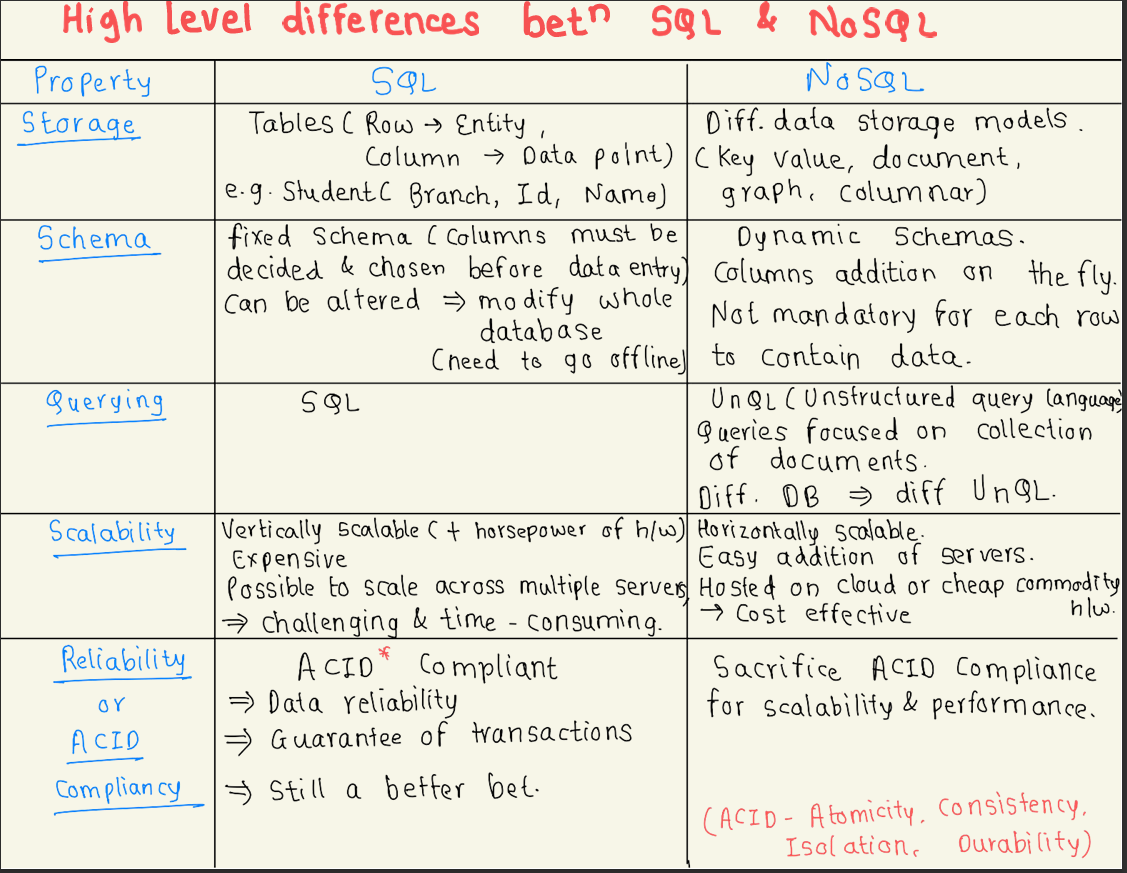 High Level differences betⁿ SQL & NoSQL
Property
SQL
NoSQL
Storage
Tables ( Row → Entity ,
Column → Data point)
e.g. Student( Branch, Id, Name)
Diff. data storage models.
( key value, document,
graph, columnar)
Schema
fixed Schema ( Columns must be
decided & chosen before data entry)
Can be altered ⇒ modify whole
database
(need to go offline)
Dynamic Schemas.
Columns addition on the fly.
Not mandatory for each row
to contain data.
Querying
SQL
UnQL ( Unstructured query language)
Queries focused on collection
of documents.
Diff. DB ⇒ diff UnQL.
Scalability
Vertically scalable ( + horsepower of h/w)
Expensive
Possible to scale across multiple servers,
⇒ challenging & time - consuming.
Horizontally scalable.
Easy addition of servers.
Hosted on cloud or cheap commodity
h/w.
→ Cost effective
Reliability
or
ACID
Compliancy
ACID* Compliant
⇒ Data reliability
⇒ Guarantee of transactions
⇒ Still a better bet.
Sacrifice ACID Compliance
for scalability & performance.
(ACID - Atomicity, Consistency,
Isolation, Durability)